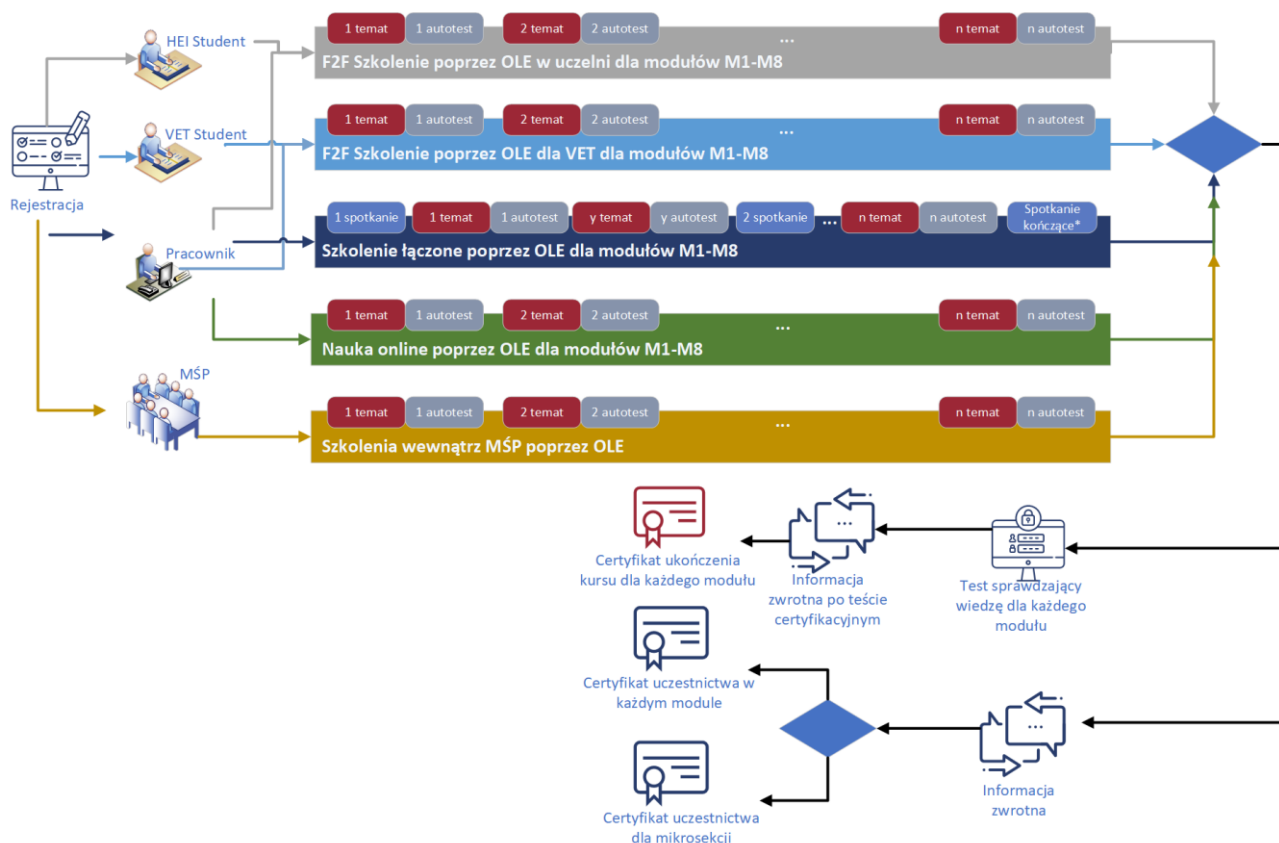 HEI Student
1 temat 1 autotest 2 temat 2 autotest ... n temat n autotest
F2F Szkolenie poprzez OLE w uczelni dla modułów M1-M8
VET Student
1 temat 1 autotest 2 temat 2 autotest ... n temat n autotest
F2F Szkolenie poprzez OLE dla VET dla modułów M1-M8
Rejestracja
Pracownik
1 spotkanie 1 temat 1 autotest y temat y autotest 2 spotkanie ... n temat n autotest Spotkanie
kończące*
Szkolenie łączone poprzez OLE dla modułów M1-M8
1 temat 1 autotest 2 temat 2 autotest ... n temat n autotest
Nauka online poprzez OLE dla modułów M1-M8
MŚP
1 temat 1 autotest 2 temat 2 autotest ... n temat n autotest
Szkolenia wewnątrz MŚP poprzez OLE
Certyfikat ukończenia
kursu dla każdego modułu
...
Informacja
zwrotna po teście
certyfikacyjnym
Test sprawdzający
wiedzę dla każdego
modułu
Certyfikat uczestnictwa w
każdym module
Certyfikat uczestnictwa
dla mikrosekcii
...
Informacja
zwrotna